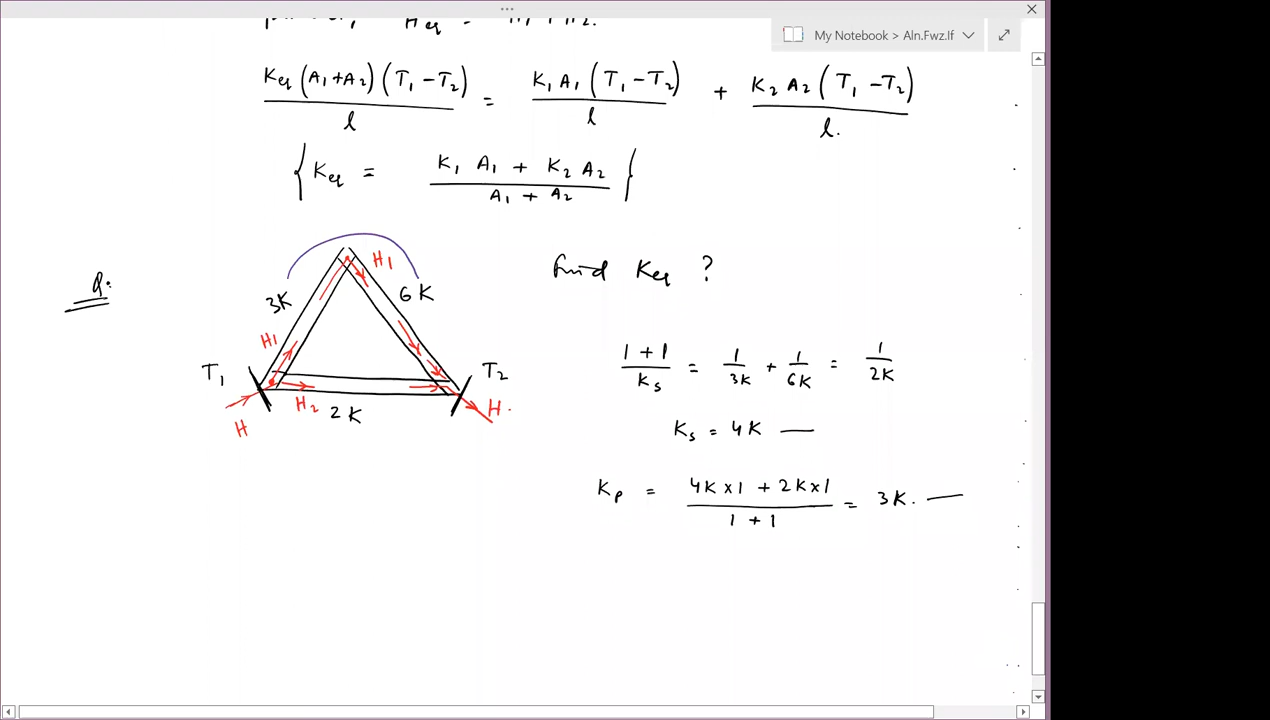 My Notebook > Aln.Fwz.If
Keq (A1+A2) (T1 - T2) / l = K1 A1 (T1 - T2) / l + K2 A2 (T1 - T2) / l.
{ Keq = K1 A1 + K2 A2 / A1 + A2 }
Q.
find Keq ?
H1
3K
6K
H1
T1
T2
H2
2K
H
H.
1 + 1 / Ks = 1/3K + 1/6K = 1/2K
Ks = 4K —
Kp = 4K x 1 + 2K x 1 / 1 + 1 = 3K. —